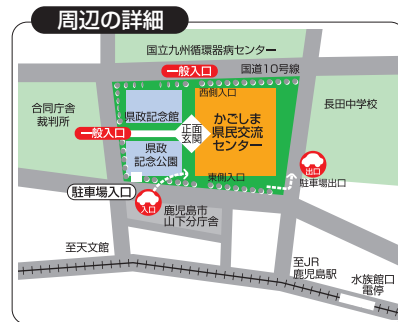 周辺の詳細
国立九州循環器病センター
一般入口
国道10号線
西側入口
合同庁舎
裁判所
県政記念館
長田中学校
かごしま
県民交流
センター
正面
玄関
一般入口
県政
記念公園
出口
東側入口
駐車場出口
駐車場入口
入口
鹿児島市
山下分庁舎
至天文館
至JR
鹿児島駅
水族館口
電停